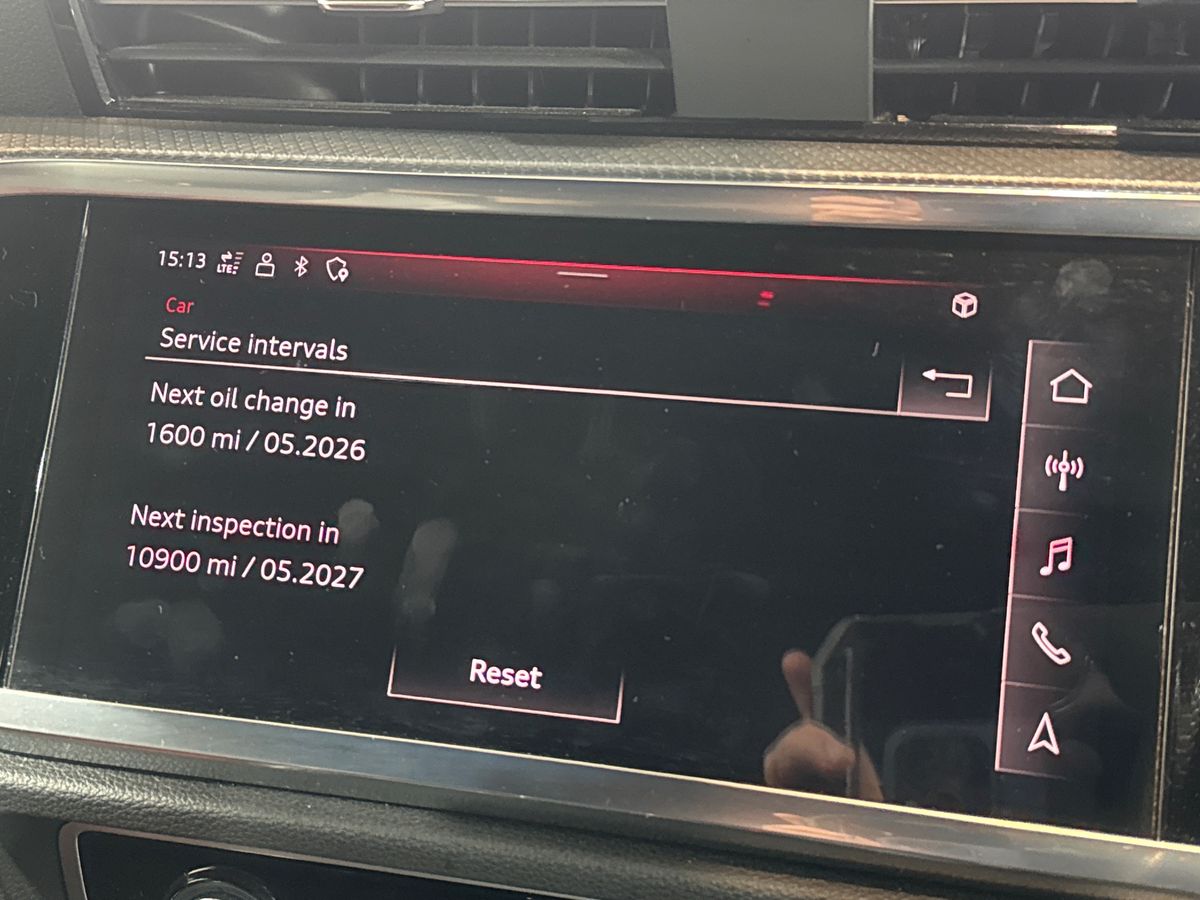 15:13 LTE
Car
Service intervals
Next oil change in
1600 mi / 05.2026
Next inspection in
10900 mi / 05.2027
Reset